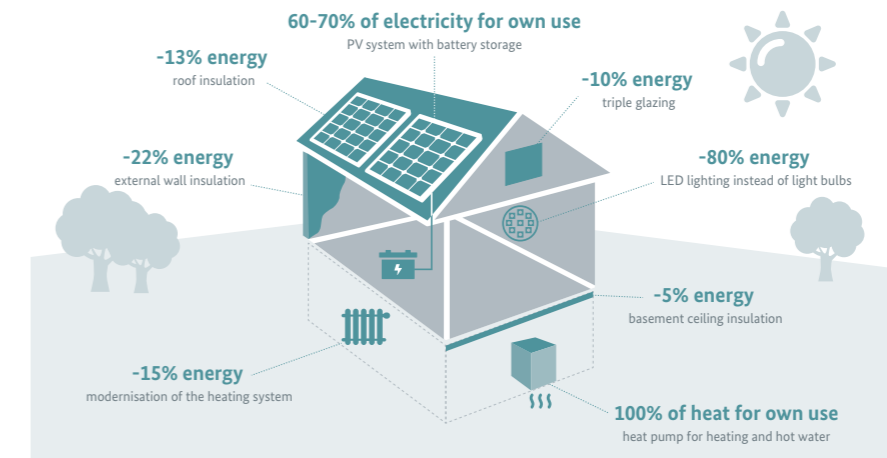 60-70% of electricity for own use
PV system with battery storage
-13% energy
roof insulation
-10% energy
triple glazing
-22% energy
external wall insulation
-80% energy
LED lighting instead of light bulbs
-5% energy
basement ceiling insulation
-15% energy
modernisation of the heating system
100% of heat for own use
heat pump for heating and hot water